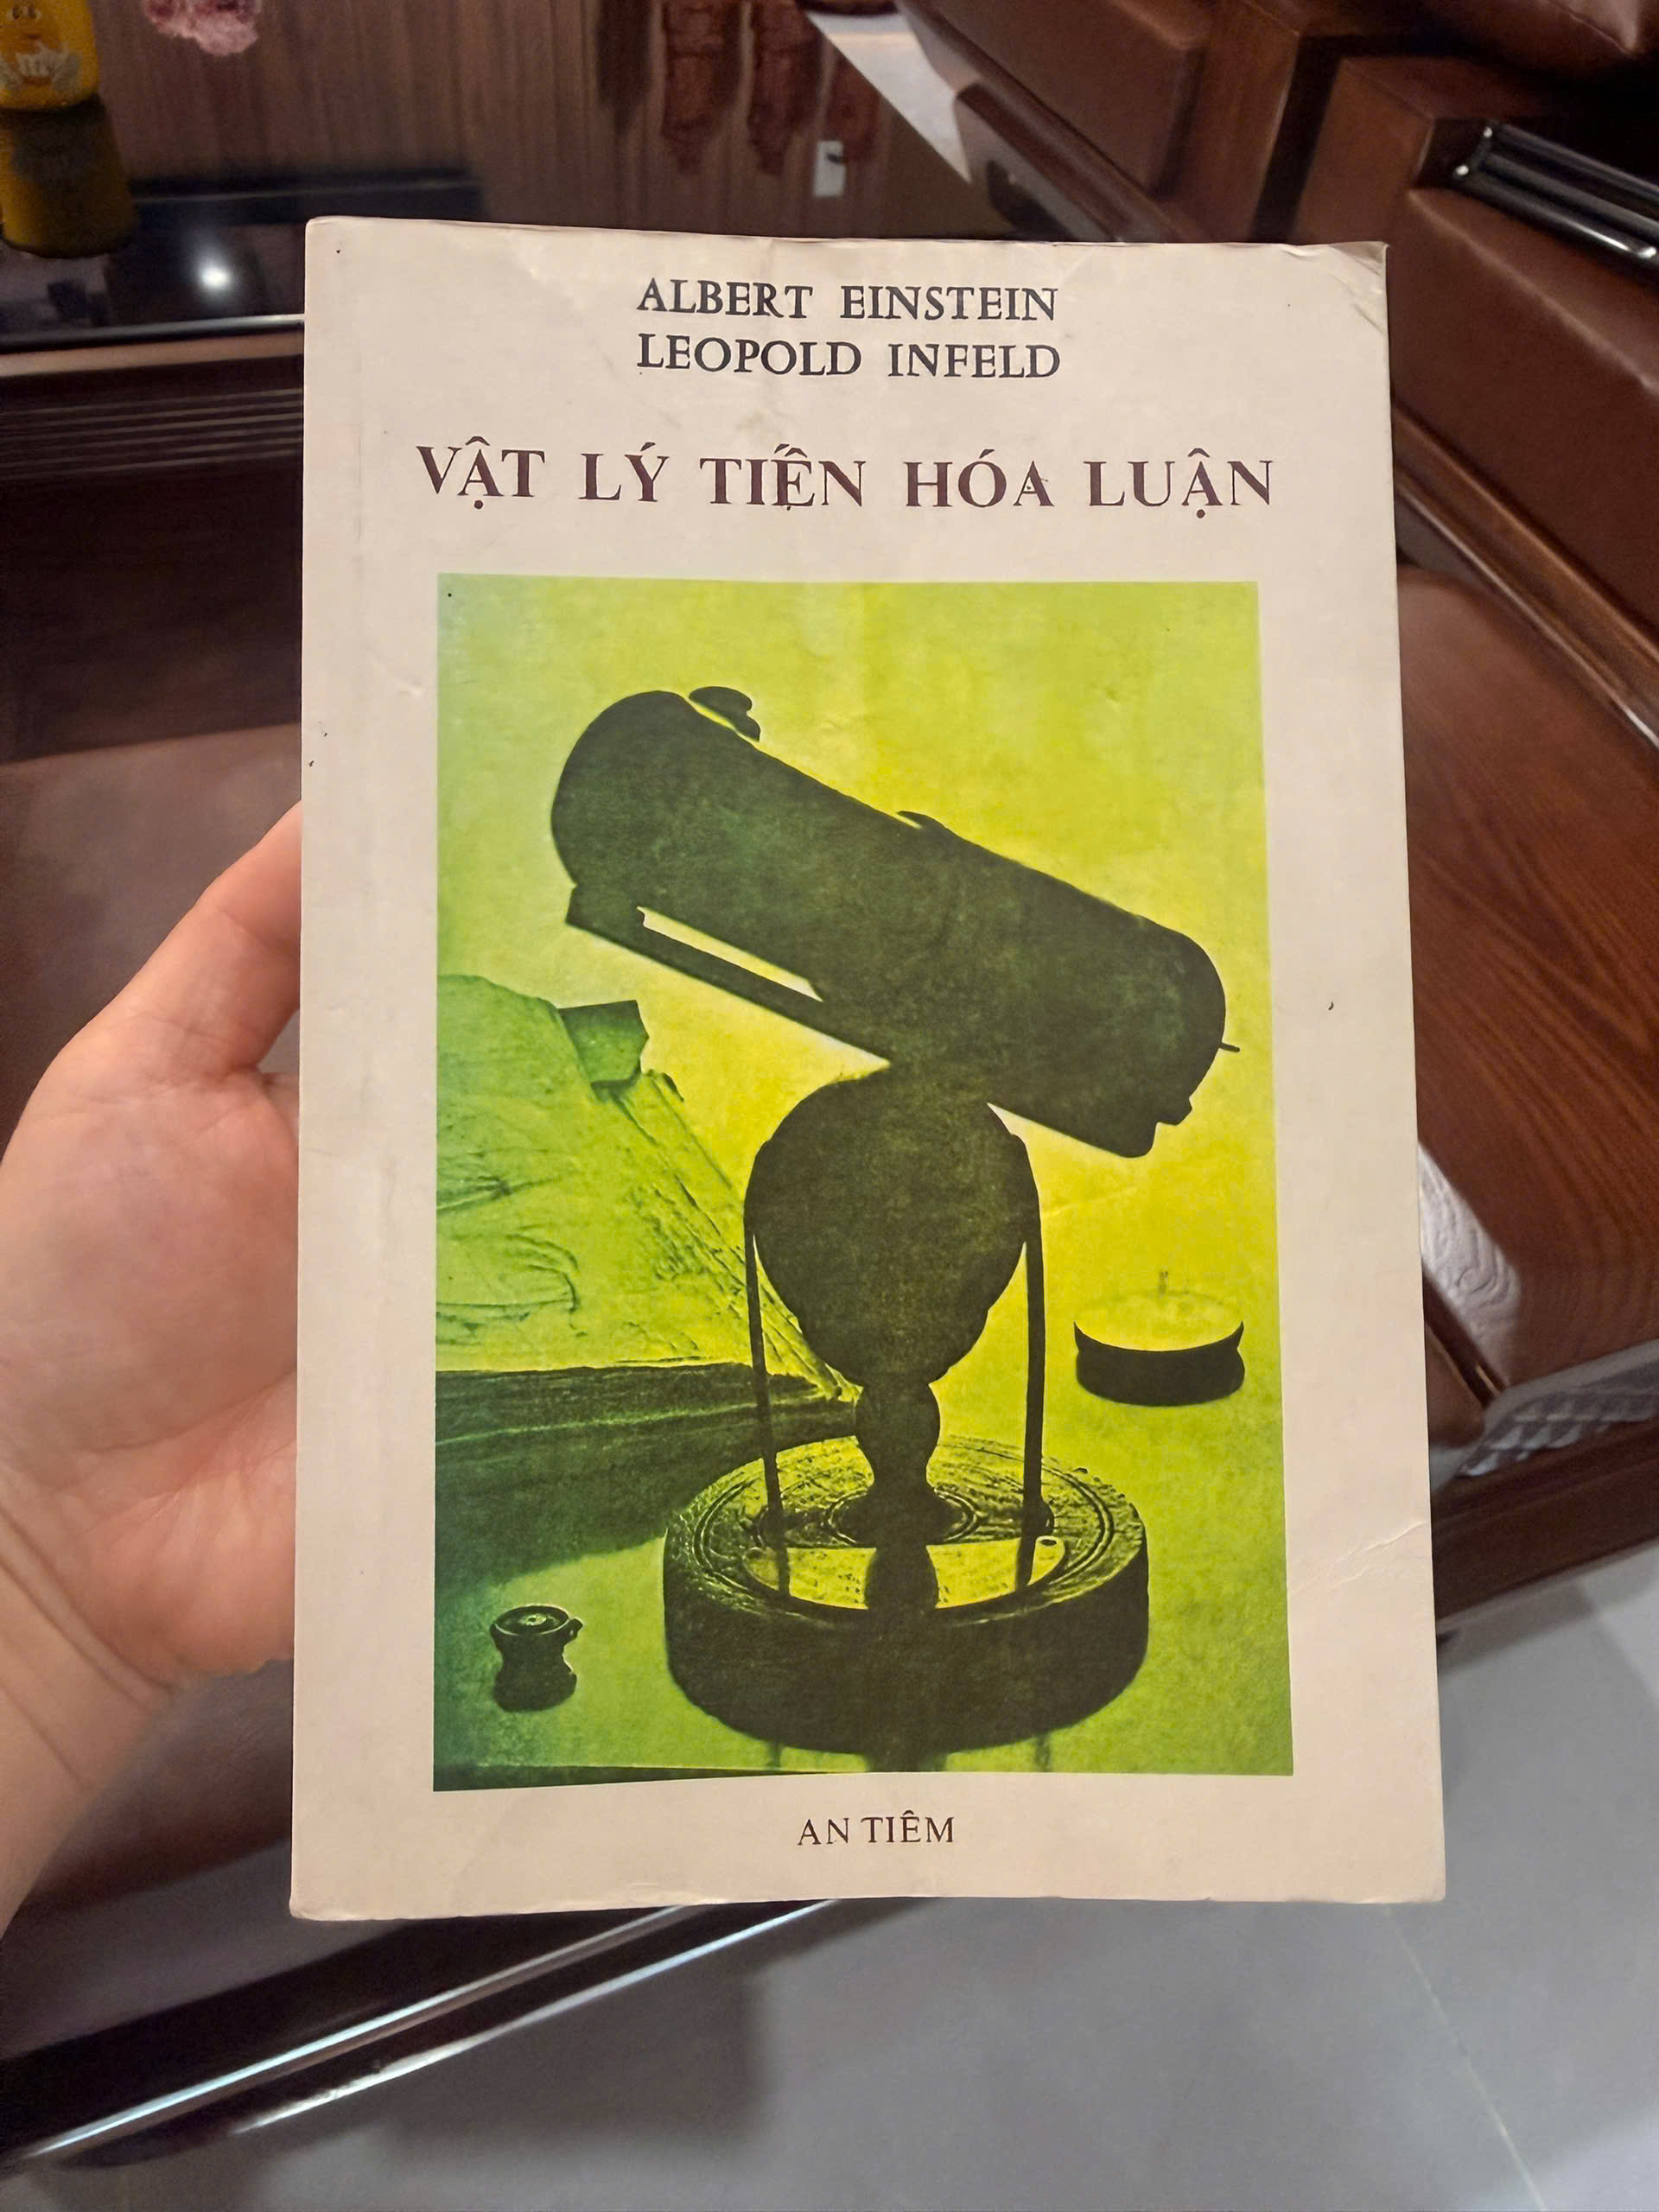 m
ALBERT EINSTEIN
LEOPOLD INFELD
VẬT LÝ TIẾN HÓA LUẬN
AN TIÊM